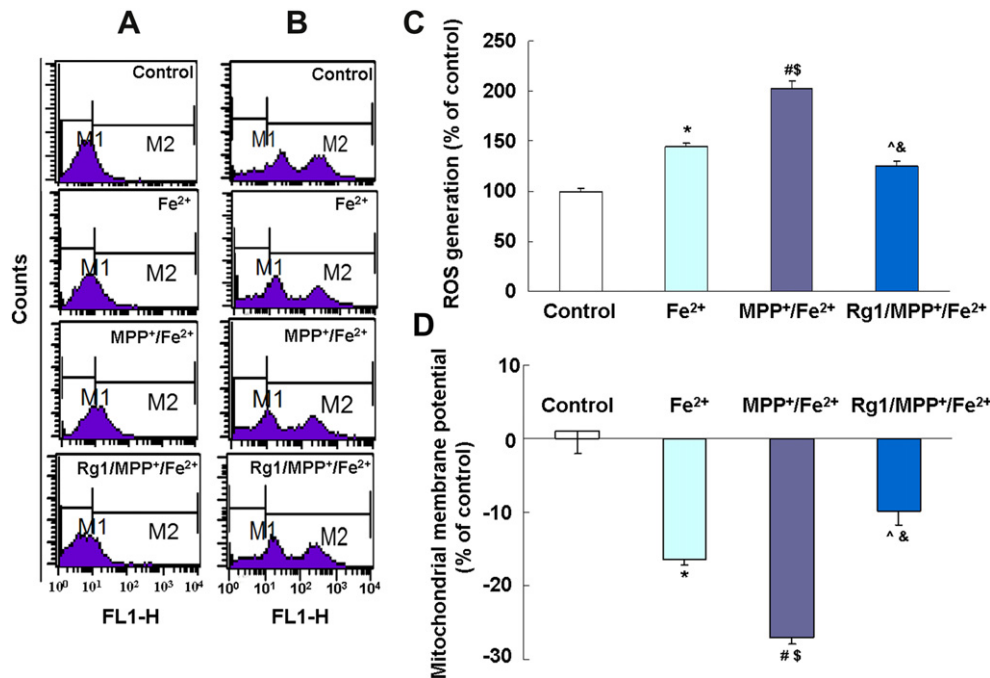 A
B
C
D
Counts
Control
M1
M2
Fe²⁺
M1
M2
MPP⁺/Fe²⁺
M1
M2
Rg1/MPP⁺/Fe²⁺
M1
M2
10⁰ 10¹ 10² 10³ 10⁴
FL1-H
Control
M1
M2
Fe²⁺
M1
M2
MPP⁺/Fe²⁺
M1
M2
Rg1/MPP⁺/Fe²⁺
M1
M2
10⁰ 10¹ 10² 10³ 10⁴
FL1-H
ROS generation (% of control)
250
200
150
100
50
0
*
#$
^&
Control Fe²⁺ MPP⁺/Fe²⁺ Rg1/MPP⁺/Fe²⁺
Mitochondrial membrane potential
(% of control)
10
0
-10
-20
-30
Control Fe²⁺ MPP⁺/Fe²⁺ Rg1/MPP⁺/Fe²⁺
*
# $
^ &